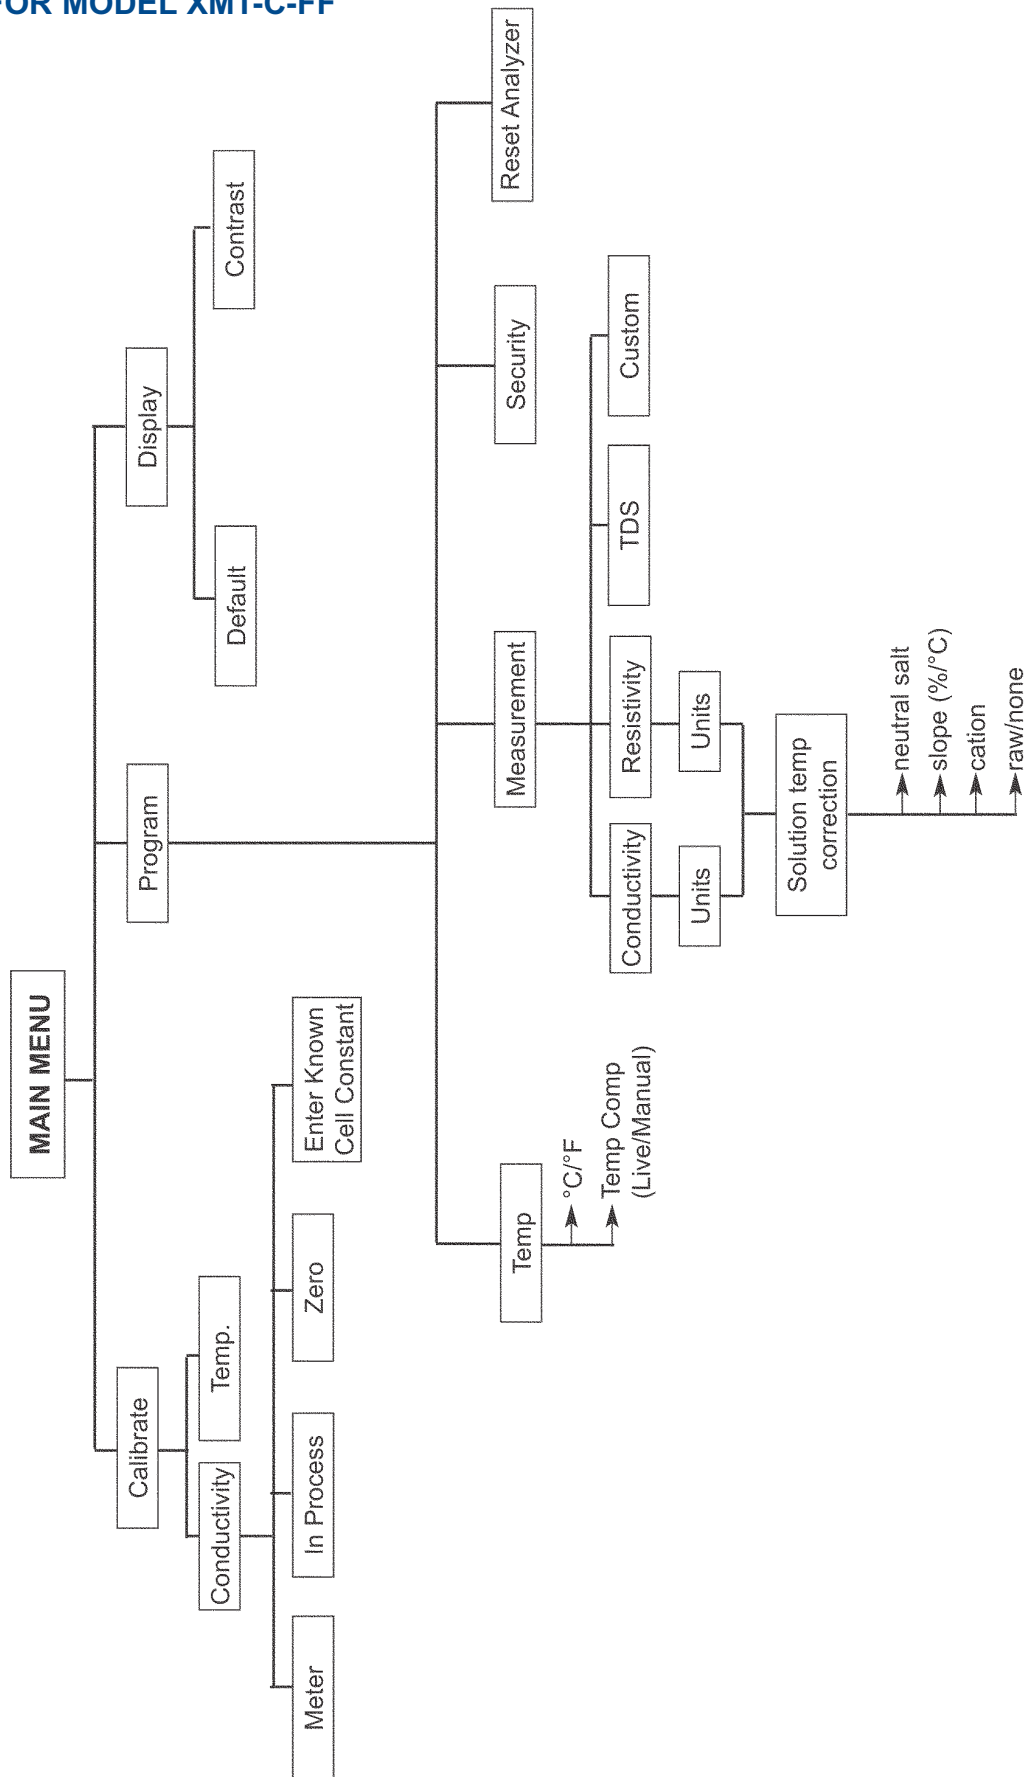 FOR MODEL XMT-C-FF
MAIN MENU
Calibrate
Program
Display
Conductivity
Temp.
Default
Contrast
Meter
In Process
Zero
Enter Known
Cell Constant
Temp
Measurement
Security
Reset Analyzer
°C/°F
Temp Comp
(Live/Manual)
Conductivity
Resistivity
TDS
Custom
Units
Units
Solution temp
correction
neutral salt
slope (%/°C)
cation
raw/none